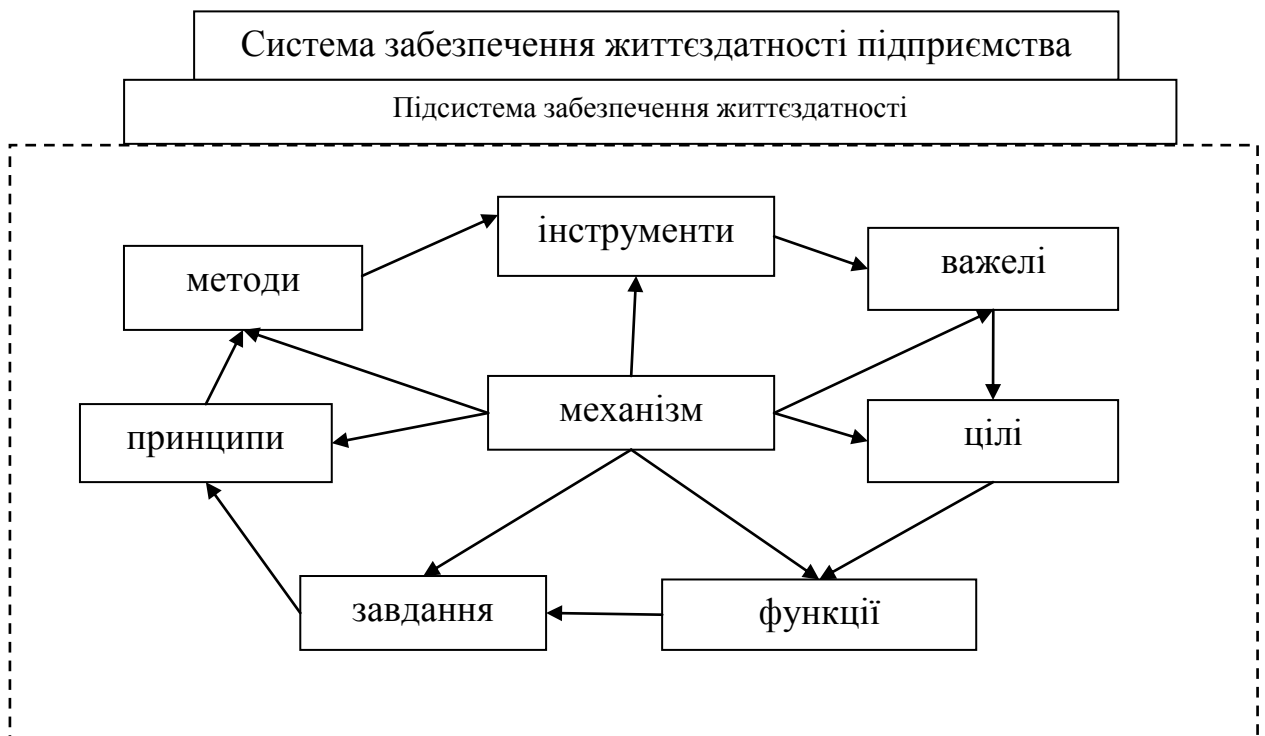 Система забезпечення життєздатності підприємства
Підсистема забезпечення життєздатності
інструменти
важелі
методи
механізм
принципи
цілі
завдання
функції